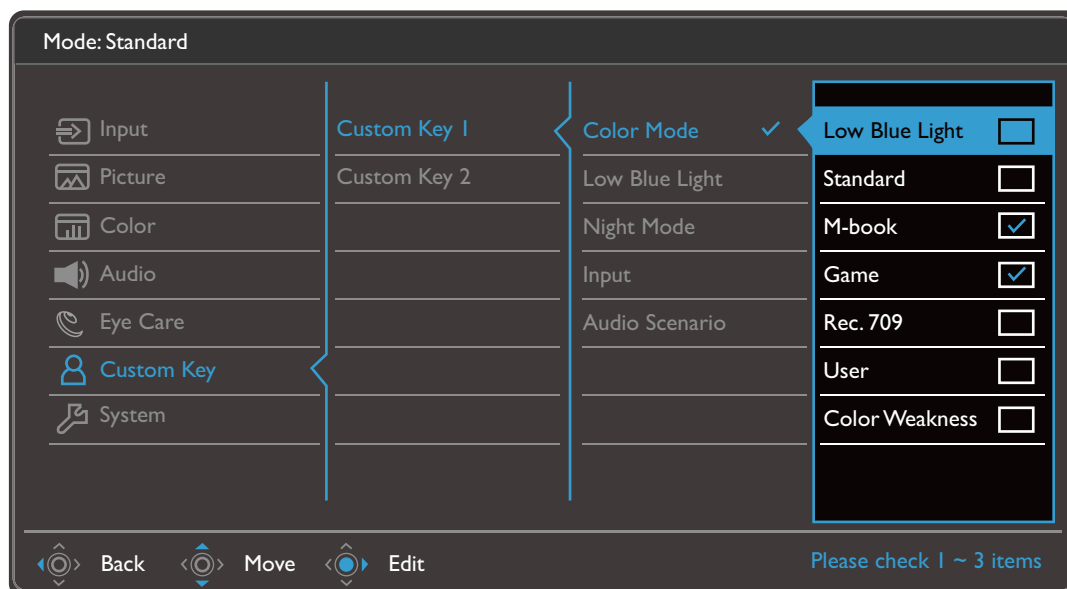 Mode: Standard
Input
Picture
Color
Audio
Eye Care
Custom Key
System
Custom Key 1
Custom Key 2
Color Mode
Low Blue Light
Night Mode
Input
Audio Scenario
Low Blue Light
Standard
M-book
Game
Rec. 709
User
Color Weakness
Back
Move
Edit
Please check 1 ~ 3 items